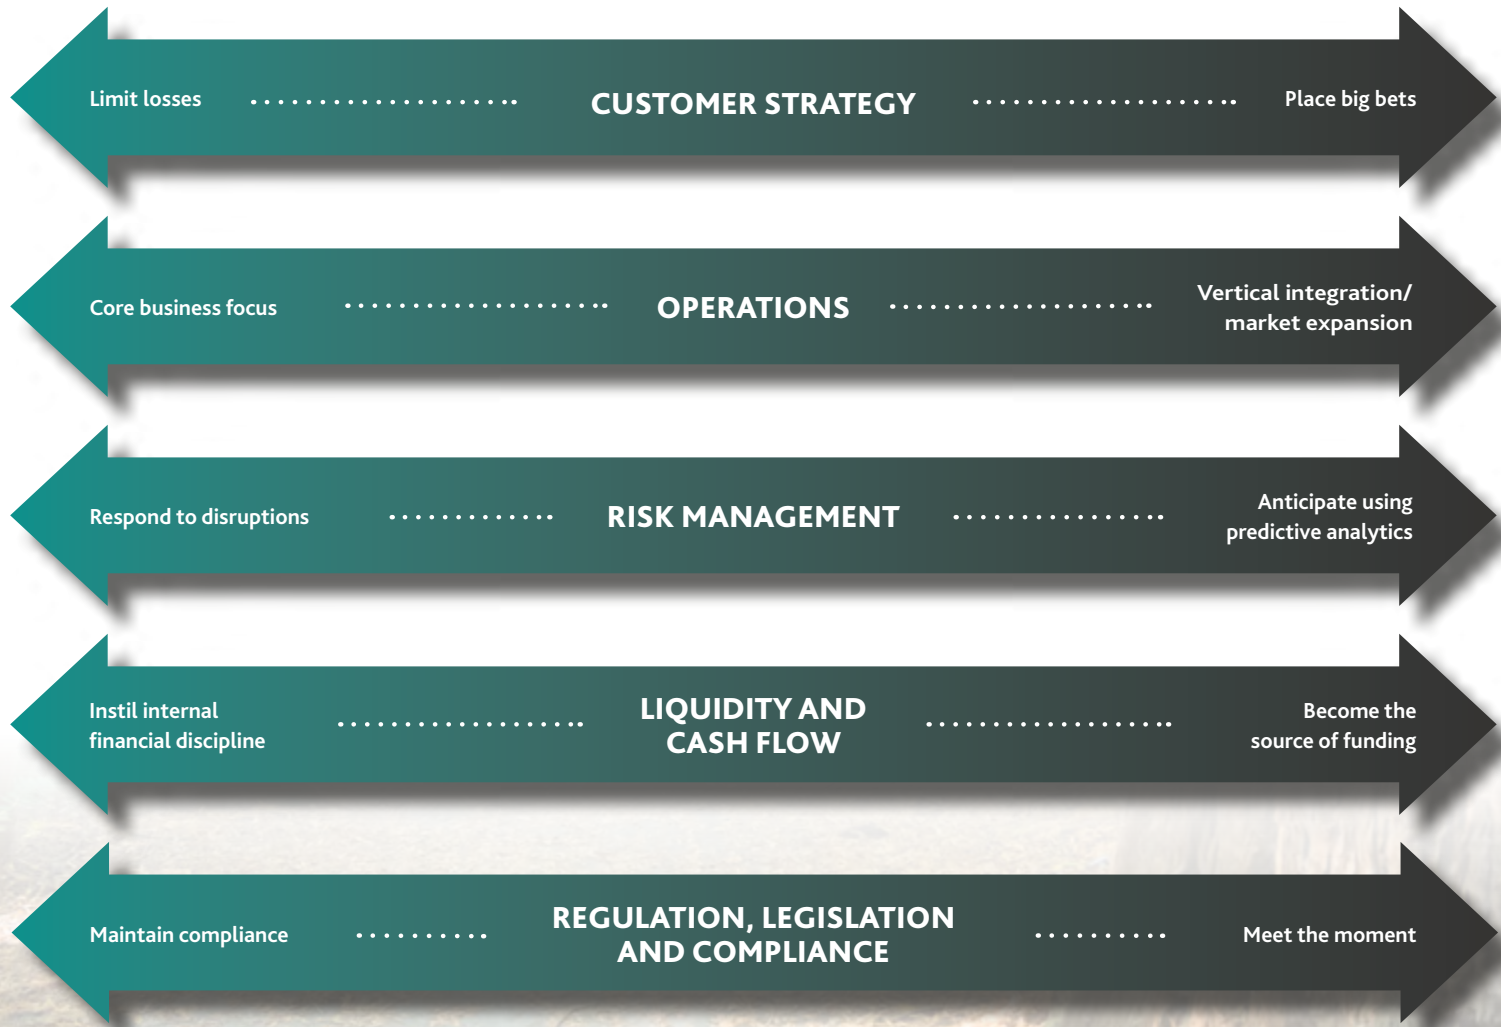 Limit losses
CUSTOMER STRATEGY
Place big bets
Core business focus
OPERATIONS
Vertical integration/
market expansion
Respond to disruptions
RISK MANAGEMENT
Anticipate using
predictive analytics
Instil internal
financial discipline
LIQUIDITY AND
CASH FLOW
Become the
source of funding
Maintain compliance
REGULATION, LEGISLATION
AND COMPLIANCE
Meet the moment